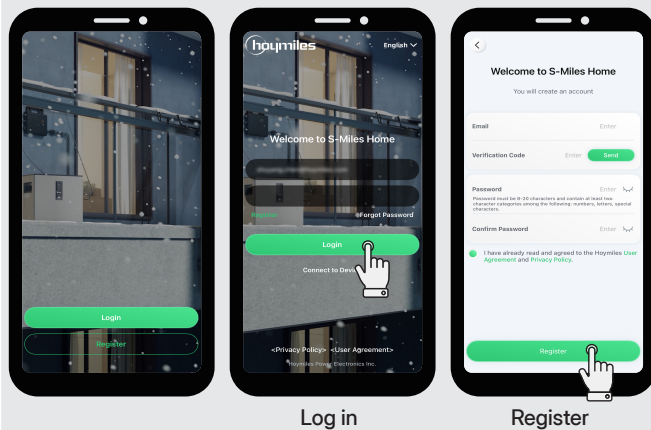 Login
Register
hoymiles
English
Welcome to S-Miles Home
Register
Forgot Password
Login
Connect to
<Privacy Policy> <User Agreement>
Hoymiles Power Electronics Inc.
Log in
Welcome to S-Miles Home
You will create an account
Email Enter
Verification Code Enter Send
Password Enter
Password must be 6-20 characters and contain at least two
character categories among the following: numbers, letters, special
characters.
Confirm Password Enter
I have already read and agreed to the Hoymiles User
Agreement and Privacy Policy.
Register
Register